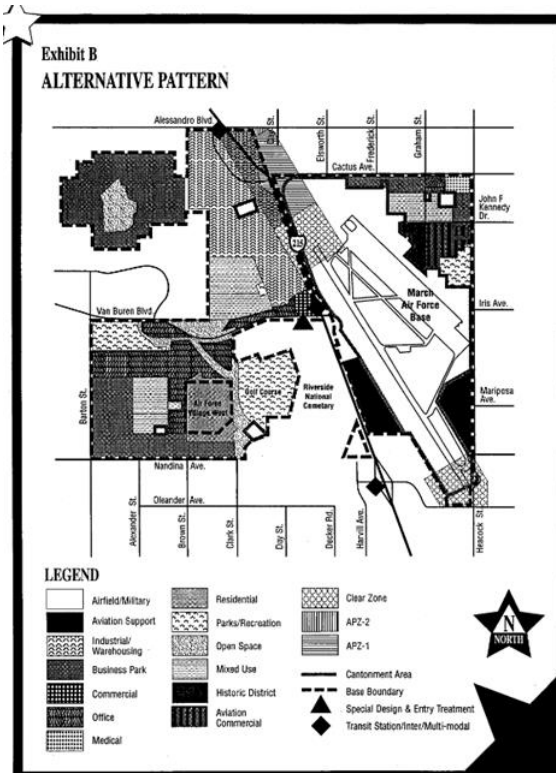 Exhibit B
ALTERNATIVE PATTERN
Alessandro Blvd.
Day St.
Elsworth St.
Frederick St.
Graham St.
Cactus Ave.
John F
Kennedy
Dr.
215
March
Air Force
Base
Iris Ave.
Van Buren Blvd.
Barton St.
Air Force
Village West
Golf Course
Riverside
National
Cemetery
Mariposa
Ave.
Nandina Ave.
Oleander Ave.
Alexander St.
Brown St.
Clark St.
Day St.
Decker Rd.
Harvill Ave.
Heacock St.
LEGEND
Airfield/Military
Aviation Support
Industrial/
Warehousing
Business Park
Commercial
Office
Medical
Residential
Parks/Recreation
Open Space
Mixed Use
Historic District
Aviation
Commercial
Clear Zone
APZ-2
APZ-1
Cantonment Area
Base Boundary
Special Design & Entry Treatment
Transit Station/Inter/Multi-modal
N
NORTH